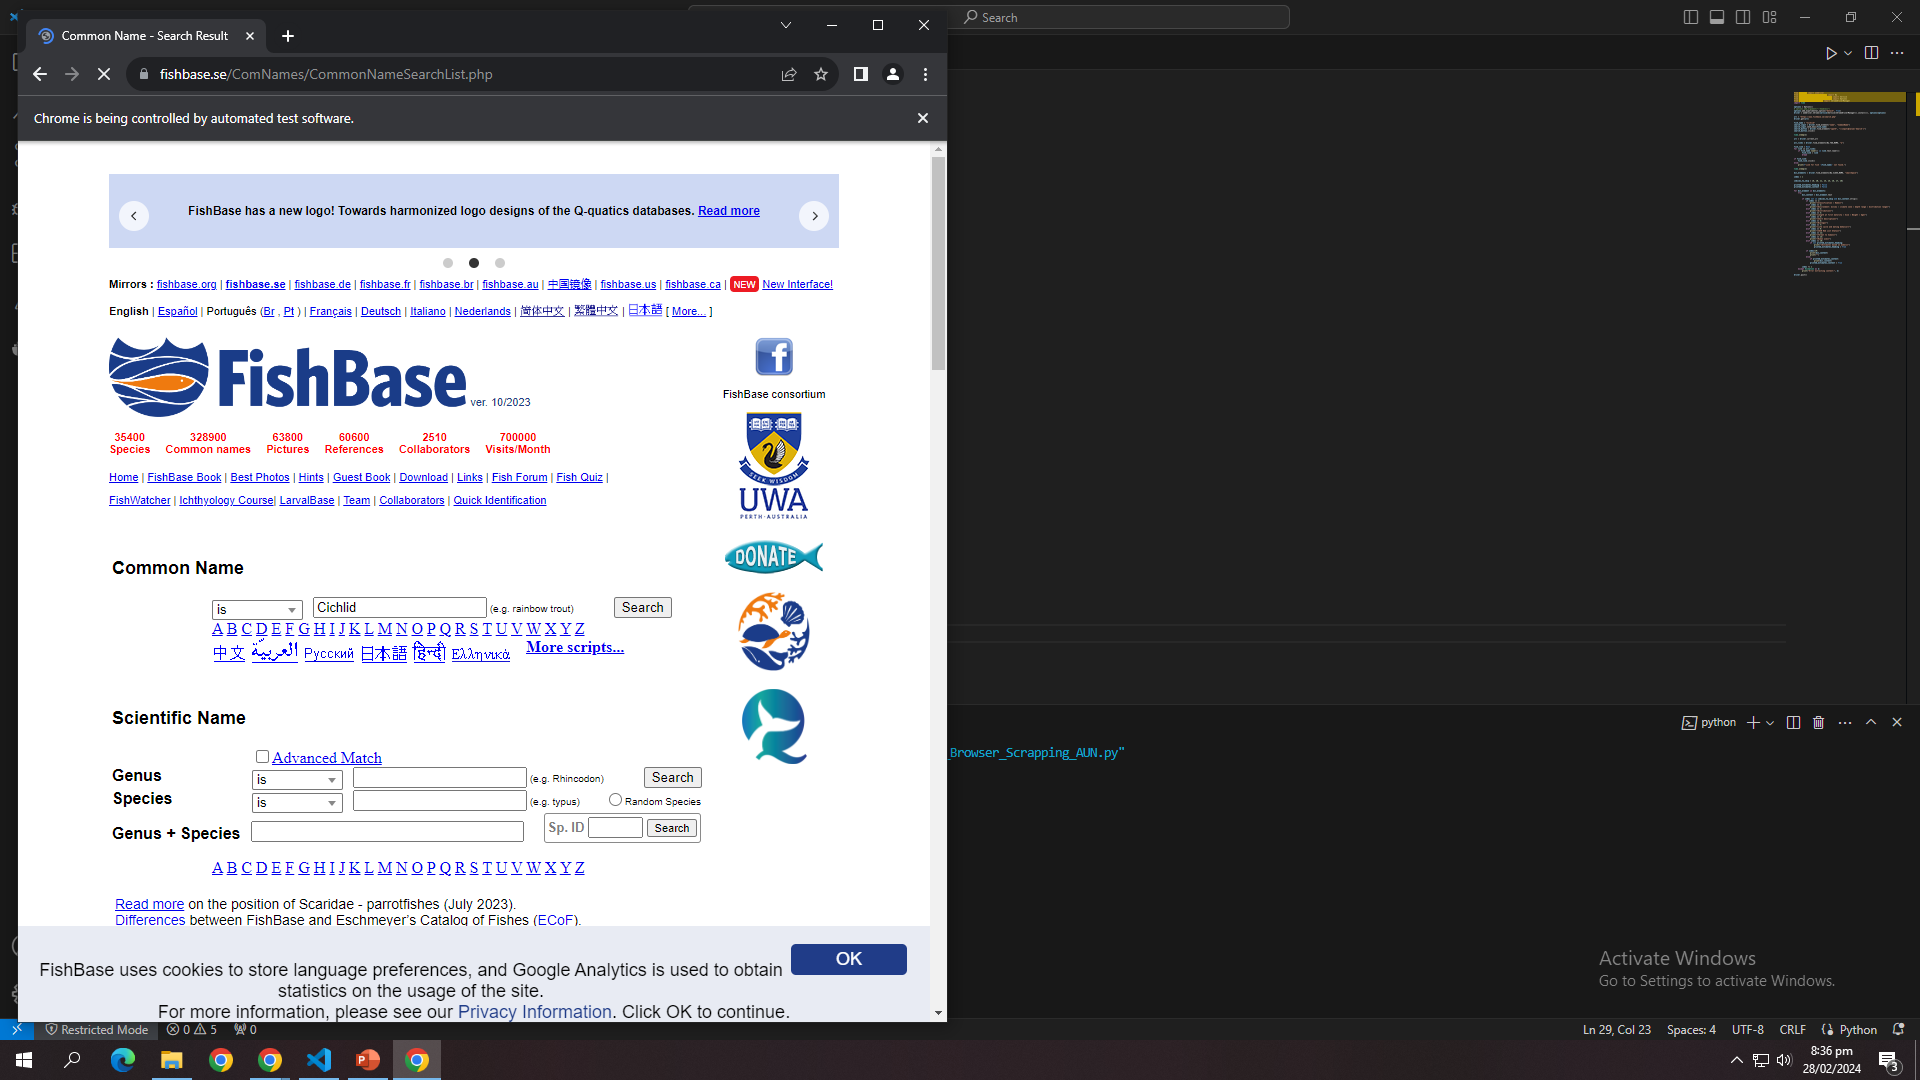 Common Name - Search Result
Search
fishbase.se/ComNames/CommonNameSearchList.php
Chrome is being controlled by automated test software.
FishBase has a new logo! Towards harmonized logo designs of the Q-quatics databases. Read more
Mirrors : fishbase.org | fishbase.se | fishbase.de | fishbase.fr | fishbase.br | fishbase.au | 中国镜像 | fishbase.us | fishbase.ca | NEW New Interface!
English | Español | Português (Br , Pt ) | Français | Deutsch | Italiano | Nederlands | 简体中文 | 繁體中文 | 日本語 [ More... ]
FishBase ver. 10/2023
FishBase consortium
SEEK WISDOM
UWA
PERTH·AUSTRALIA
35400 328900 63800 60600 2510 700000
Species Common names Pictures References Collaborators Visits/Month
Home | FishBase Book | Best Photos | Hints | Guest Book | Download | Links | Fish Forum | Fish Quiz |
FishWatcher | Ichthyology Course| LarvalBase | Team | Collaborators | Quick Identification
DONATE
Common Name
is Cichlid (e.g. rainbow trout) Search
A B C D E F G H I J K L M N O P Q R S T U V W X Y Z
中文 العربيّة Русский 日本語 हिन्दी Ελληνικά More scripts...
Scientific Name
Advanced Match
Genus is (e.g. Rhincodon) Search
Species is (e.g. typus) Random Species
Genus + Species Sp. ID Search
A B C D E F G H I J K L M N O P Q R S T U V W X Y Z
Read more on the position of Scaridae - parrotfishes (July 2023).
Differences between FishBase and Eschmeyer's Catalog of Fishes (ECoF).
FishBase uses cookies to store language preferences, and Google Analytics is used to obtain
statistics on the usage of the site.
For more information, please see our Privacy Information. Click OK to continue.
OK
python
_Browser_Scrapping_AUN.py"
Activate Windows
Go to Settings to activate Windows.
Restricted Mode 0 5 0
Ln 29, Col 23 Spaces: 4 UTF-8 CRLF Python
8:36 pm
28/02/2024
3